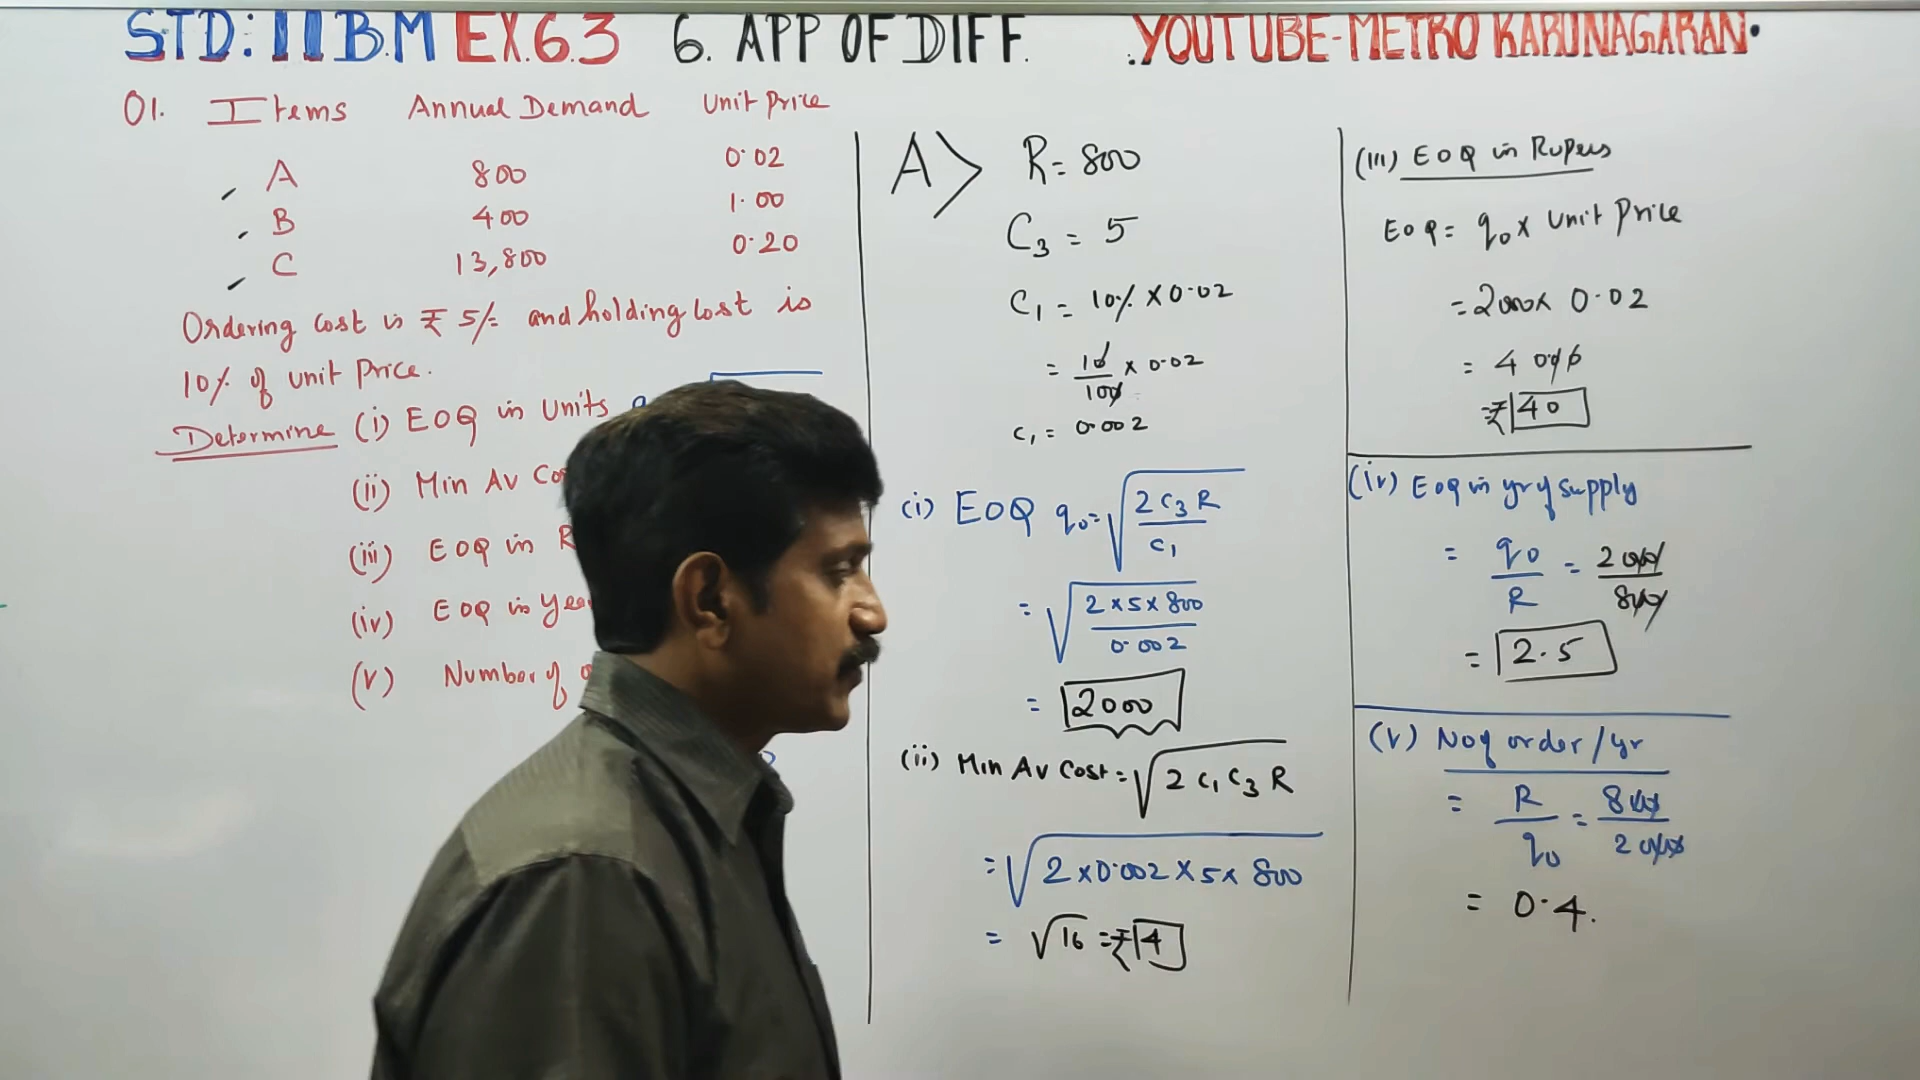 STD: 11 B.M EX.6.3 6. APP OF DIFF. YOUTUBE-METRO KARUNAGARAN.
01. Items Annual Demand Unit Price
A 800 0.02
B 400 1.00
C 13,800 0.20
Ordering Cost is ₹ 5/= and holding Cost is
10% of unit Price.
Determine (i) EOQ in Units
(ii) Min Av Co
(iii) EOQ in R
(iv) EOQ in Yea
(v) Number of o
A> R = 800
C₃ = 5
C₁ = 10% × 0.02
= 10/100 × 0.02
C₁ = 0.002
(i) EOQ q₀ = √(2C₃R/C₁)
= √(2×5×800/0.002)
= 2000
(ii) Min Av Cost = √2C₁C₃R
= √2×0.002×5×800
= √16 = ₹4
(iii) EOQ in Rupees
EOQ = q₀ × Unit Price
= 2000 × 0.02
= 4000
= ₹40
(iv) EOQ in yr of supply
= q₀/R = 2000/800
= 2.5
(v) No of order/yr
= R/q₀ = 800/2000
= 0.4.